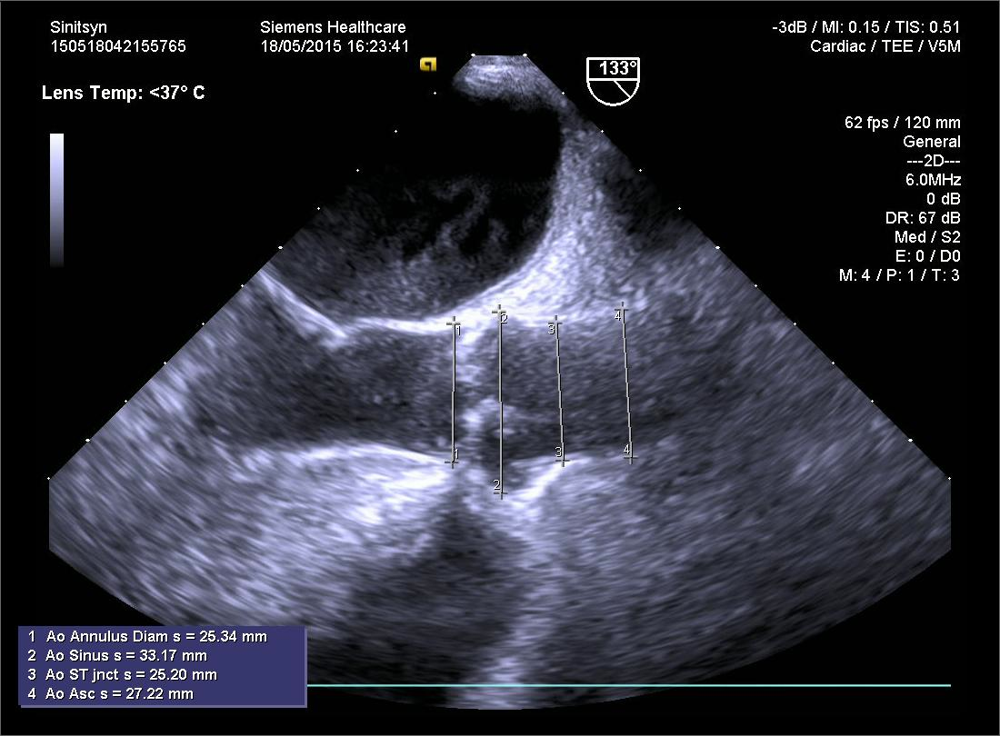 Sinitsyn
150518042155765
Siemens Healthcare
18/05/2015 16:23:41
-3dB / MI: 0.15 / TIS: 0.51
Cardiac / TEE / V5M
Lens Temp: <37° C
133°
62 fps / 120 mm
General
---2D---
6.0MHz
0 dB
DR: 67 dB
Med / S2
E: 0 / D0
M: 4 / P: 1 / T: 3
1
2
3
4
1
2
3
4
1 Ao Annulus Diam s = 25.34 mm
2 Ao Sinus s = 33.17 mm
3 Ao ST jnct s = 25.20 mm
4 Ao Asc s = 27.22 mm